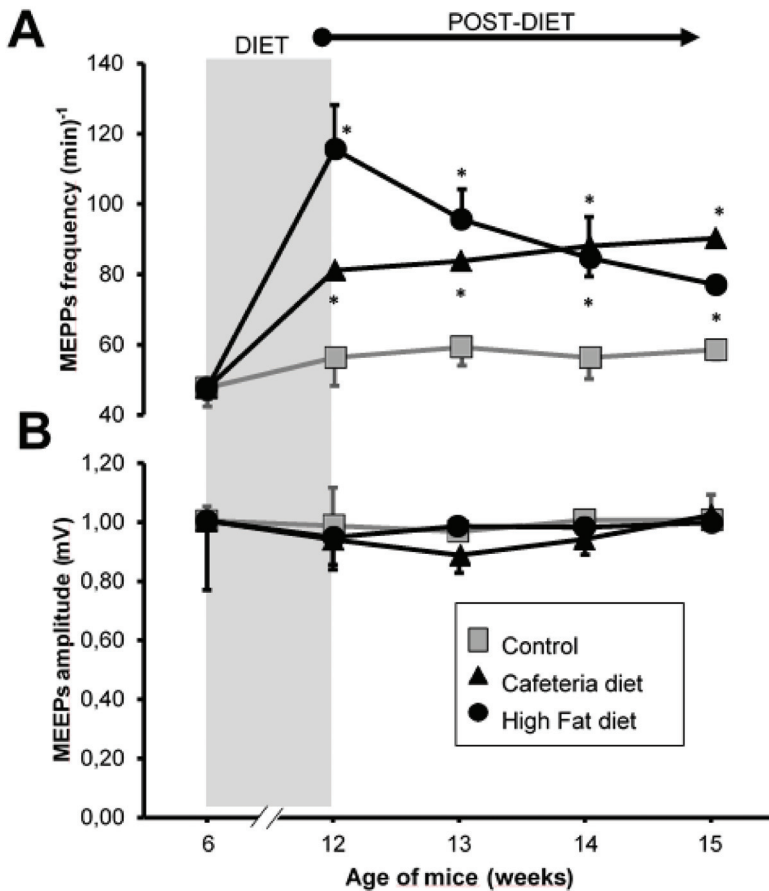 A
DIET
POST-DIET
MEPPs frequency (min)-1
140
120
100
80
60
40
*
*
*
*
*
*
*
*
B
MEEPs amplitude (mV)
1,20
1,00
0,80
0,60
0,40
0,20
0,00
Control
Cafeteria diet
High Fat diet
6
12
13
14
15
Age of mice (weeks)